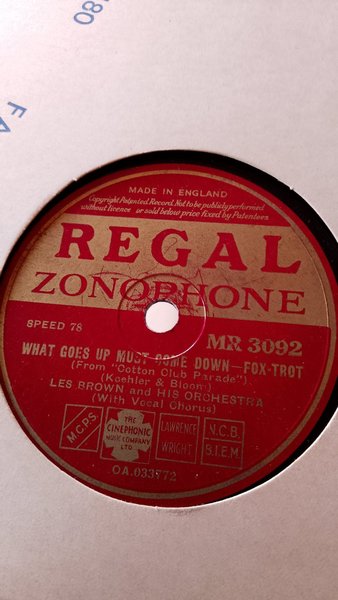 180
FA
MADE IN ENGLAND
Copyright Patented Record. Not to be publicly performed
without licence or sold below price fixed by Patentees
REGAL
ZONOPHONE
SPEED 78
MR 3092
WHAT GOES UP MUST COME DOWN—FOX-TROT
(From "Cotton Club Parade")
(Koehler & Bloom)
LES BROWN and HIS ORCHESTRA
(With Vocal Chorus)
M.C.P.S
THE
CINEPHONIC
MUSIC COMPANY
LTD
LAWRENCE
WRIGHT
N.C.B.
B.I.E.M.
OA.033772